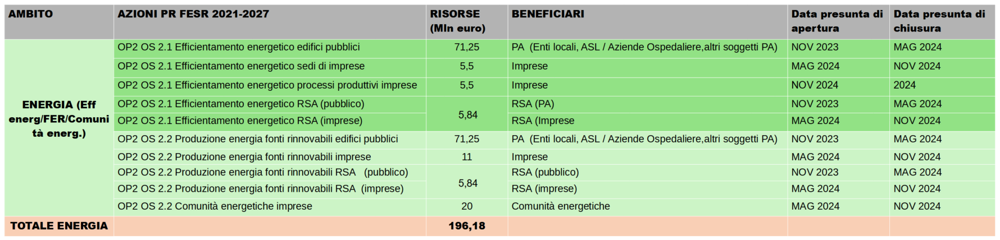 AMBITO AZIONI PR FESR 2021-2027 RISORSE (Mln euro) BENEFICIARI Data presunta di apertura Data presunta di chiusura
ENERGIA (Eff energ/FER/Comunità energ.)
OP2 OS 2.1 Efficientamento energetico edifici pubblici 71,25 PA (Enti locali, ASL / Aziende Ospedaliere,altri soggetti PA) NOV 2023 MAG 2024
OP2 OS 2.1 Efficientamento energetico sedi di imprese 5,5 Imprese MAG 2024 NOV 2024
OP2 OS 2.1 Efficientamento energetico processi produttivi imprese 5,5 Imprese NOV 2024 2024
OP2 OS 2.1 Efficientamento energetico RSA (pubblico) 5,84 RSA (PA) NOV 2023 MAG 2024
OP2 OS 2.1 Efficientamento energetico RSA (imprese) RSA (Imprese MAG 2024 NOV 2024
OP2 OS 2.2 Produzione energia fonti rinnovabili edifici pubblici 71,25 PA (Enti locali, ASL / Aziende Ospedaliere,altri soggetti PA) NOV 2023 MAG 2024
OP2 OS 2.2 Produzione energia fonti rinnovabili imprese 11 Imprese MAG 2024 NOV 2024
OP2 OS 2.2 Produzione energia fonti rinnovabili RSA (pubblico) 5,84 RSA (pubblico) NOV 2023 MAG 2024
OP2 OS 2.2 Produzione energia fonti rinnovabili RSA (imprese) RSA (imprese) MAG 2024 NOV 2024
OP2 OS 2.2 Comunità energetiche imprese 20 Comunità energetiche MAG 2024 NOV 2024
TOTALE ENERGIA 196,18